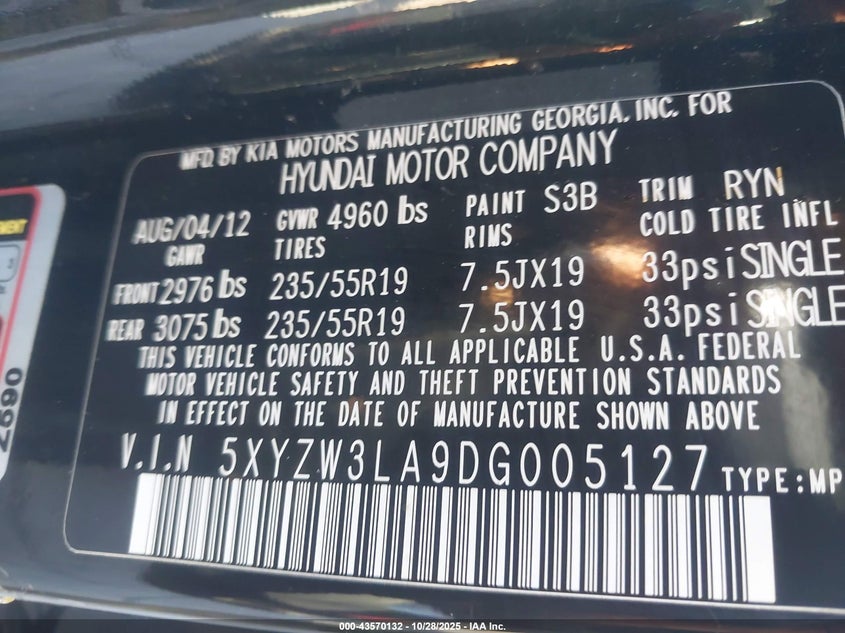 MFD. BY KIA MOTORS MANUFACTURING GEORGIA, INC. FOR
HYUNDAI MOTOR COMPANY
AUG/04/12 GVWR 4960 lbs PAINT S3B TRIM RYN
GAWR TIRES RIMS COLD TIRE INFL
FRONT 2976 lbs 235/55R19 7.5JX19 33psi SINGLE
REAR 3075 lbs 235/55R19 7.5JX19 33psi SINGLE
THIS VEHICLE CONFORMS TO ALL APPLICABLE U.S.A. FEDERAL
MOTOR VEHICLE SAFETY AND THEFT PREVENTION STANDARDS
IN EFFECT ON THE DATE OF MANUFACTURE SHOWN ABOVE
V.I.N 5XYZW3LA9DG005127 TYPE:MP
2690
000-43570132 - 10/28/2025 - IAA Inc.